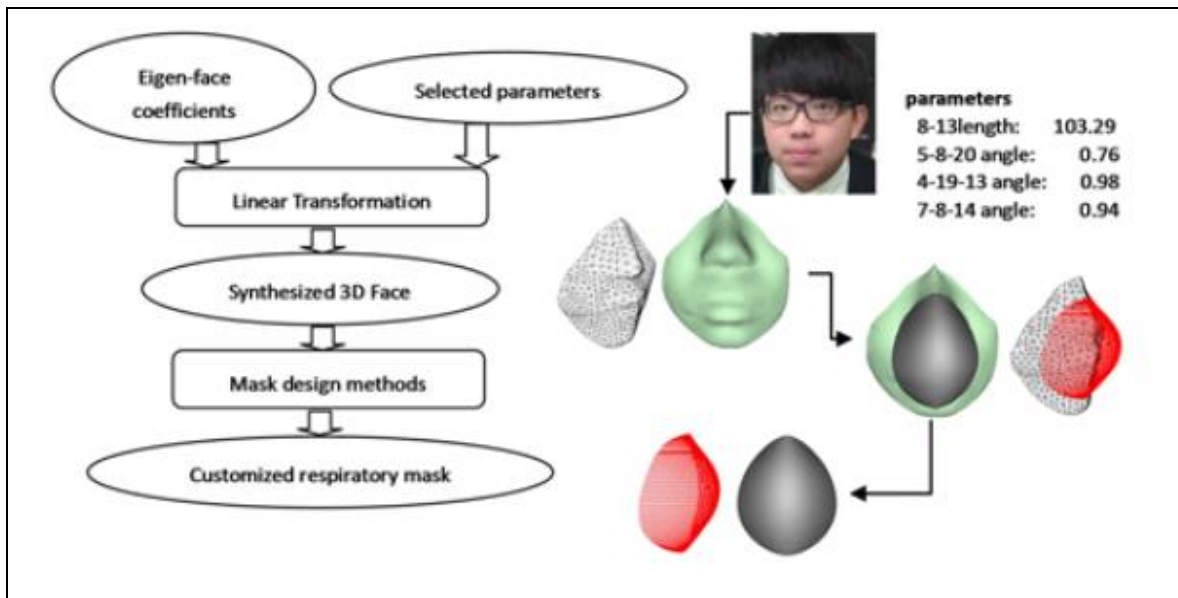 Eigen-face
coefficients
Selected parameters
Linear Transformation
Synthesized 3D Face
Mask design methods
Customized respiratory mask
parameters
8-13length: 103.29
5-8-20 angle: 0.76
4-19-13 angle: 0.98
7-8-14 angle: 0.94